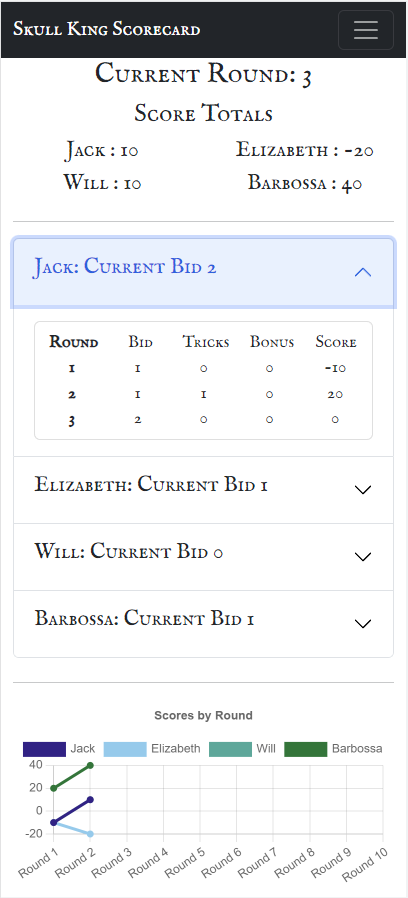 Skull King Scorecard
Current Round: 3
Score Totals
Jack : 10 Elizabeth : -20
Will : 10 Barbossa : 40
Jack: Current Bid 2
Round Bid Tricks Bonus Score
1 1 0 0 -10
2 1 1 0 20
3 2 0 0 0
Elizabeth: Current Bid 1
Will: Current Bid 0
Barbossa: Current Bid 1
Scores by Round
Jack Elizabeth Will Barbossa
40
20
0
-20
Round 1 Round 2 Round 3 Round 4 Round 5 Round 6 Round 7 Round 8 Round 9 Round 10